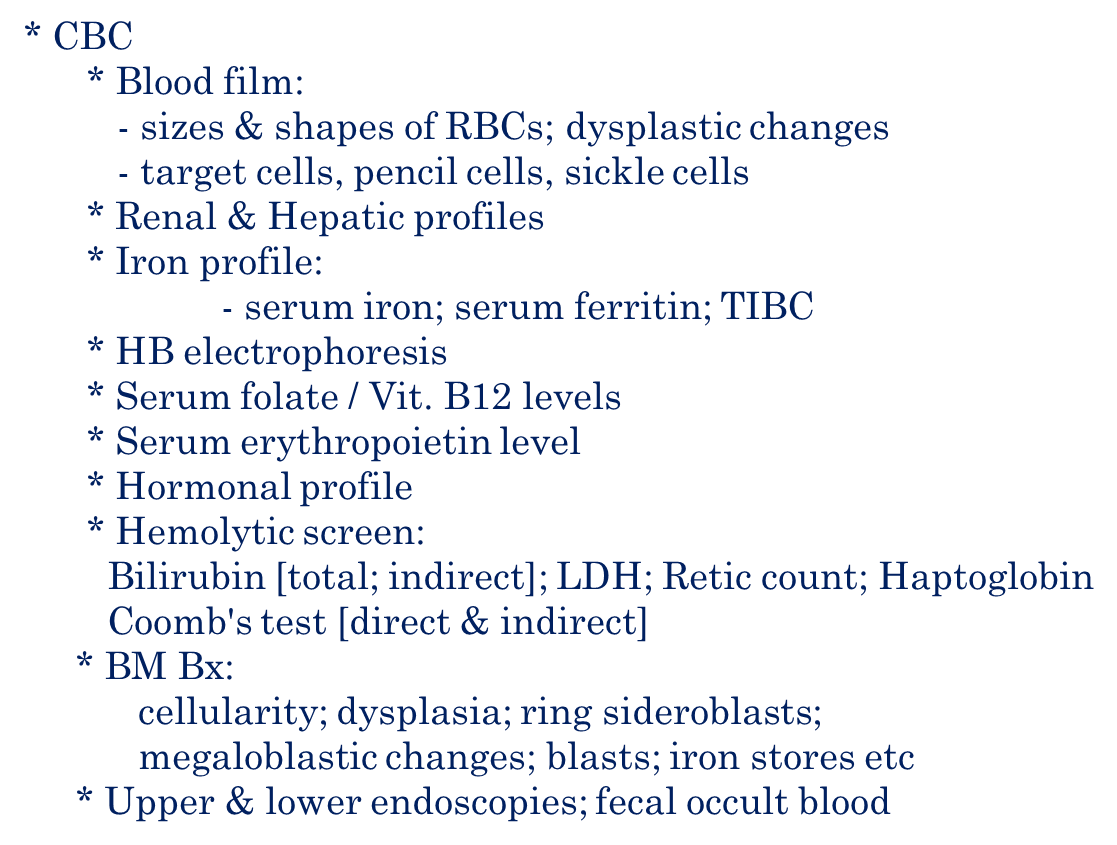 * CBC
* Blood film:
- sizes & shapes of RBCs; dysplastic changes
- target cells, pencil cells, sickle cells
* Renal & Hepatic profiles
* Iron profile:
- serum iron; serum ferritin; TIBC
* HB electrophoresis
* Serum folate / Vit. B12 levels
* Serum erythropoietin level
* Hormonal profile
* Hemolytic screen:
Bilirubin [total; indirect]; LDH; Retic count; Haptoglobin
Coomb's test [direct & indirect]
* BM Bx:
cellularity; dysplasia; ring sideroblasts;
megaloblastic changes; blasts; iron stores etc
* Upper & lower endoscopies; fecal occult blood